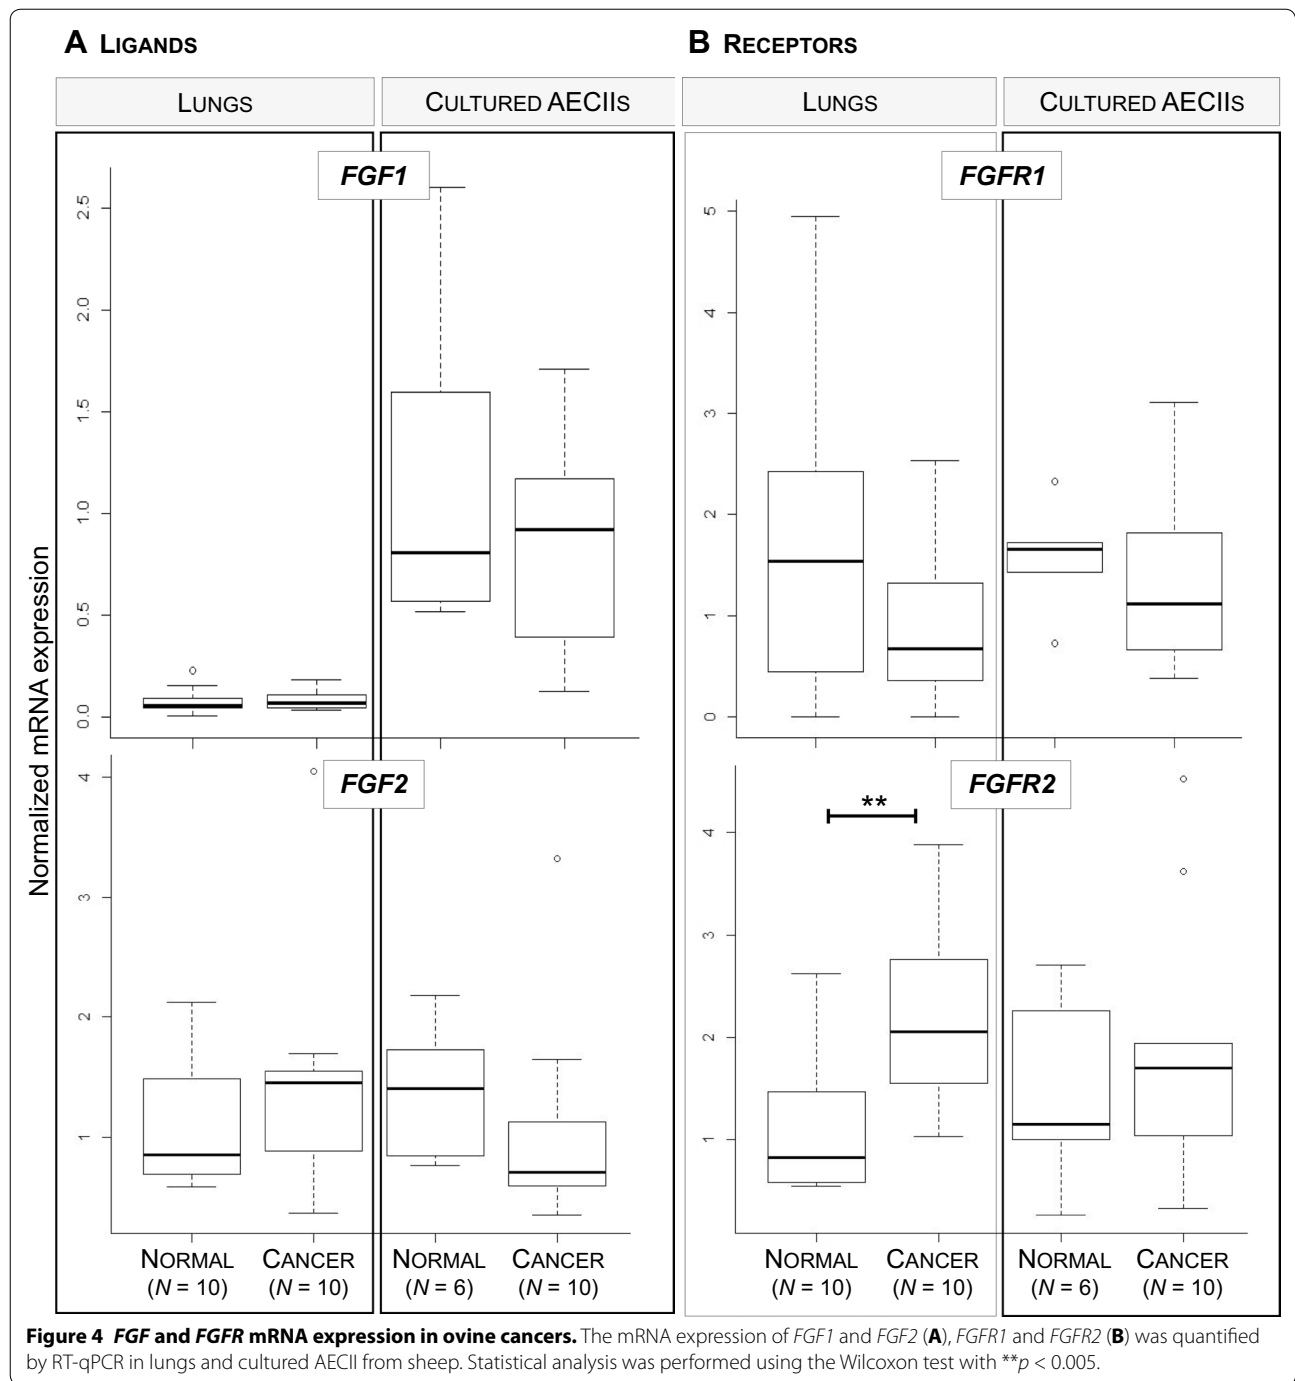 A LIGANDS
B RECEPTORS
LUNGS
CULTURED AECIIS
LUNGS
CULTURED AECIIS
Normalized mRNA expression
FGF1
2.5
2.0
1.5
1.0
0.5
0.0
FGFR1
5
4
3
2
1
0
FGF2
4
3
2
1
FGFR2
**
4
3
2
1
NORMAL CANCER NORMAL CANCER NORMAL CANCER NORMAL CANCER
(N = 10) (N = 10) (N = 6) (N = 10) (N = 10) (N = 10) (N = 6) (N = 10)
Figure 4 FGF and FGFR mRNA expression in ovine cancers. The mRNA expression of FGF1 and FGF2 (A), FGFR1 and FGFR2 (B) was quantified
by RT-qPCR in lungs and cultured AECII from sheep. Statistical analysis was performed using the Wilcoxon test with **p < 0.005.